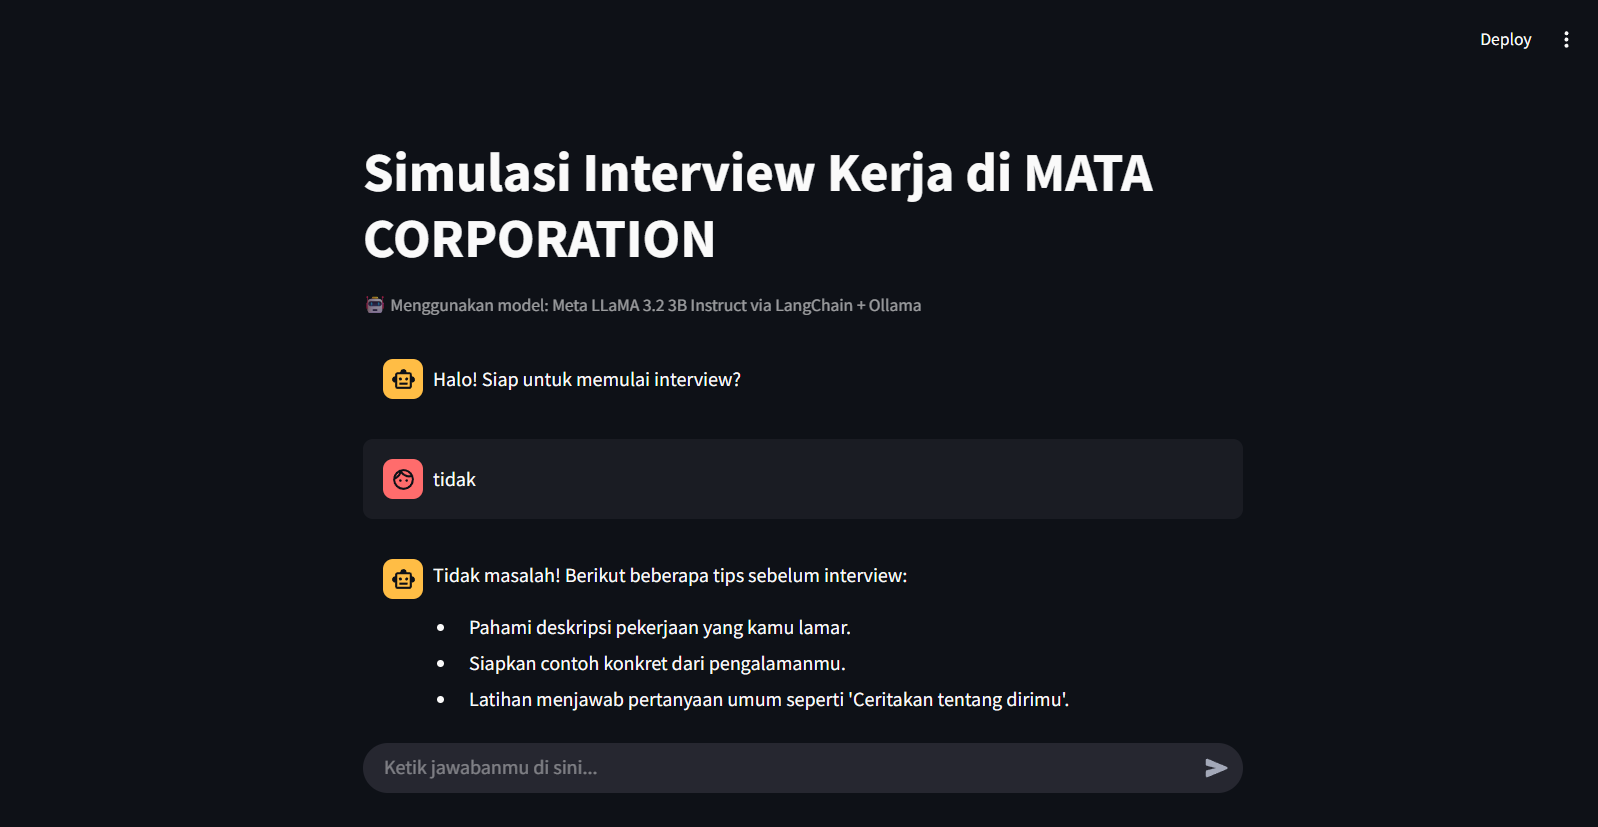 Deploy
Simulasi Interview Kerja di MATA
CORPORATION
Menggunakan model: Meta LLaMA 3.2 3B Instruct via LangChain + Ollama
Halo! Siap untuk memulai interview?
tidak
Tidak masalah! Berikut beberapa tips sebelum interview:
• Pahami deskripsi pekerjaan yang kamu lamar.
• Siapkan contoh konkret dari pengalamanmu.
• Latihan menjawab pertanyaan umum seperti 'Ceritakan tentang dirimu'.
Ketik jawabanmu di sini...